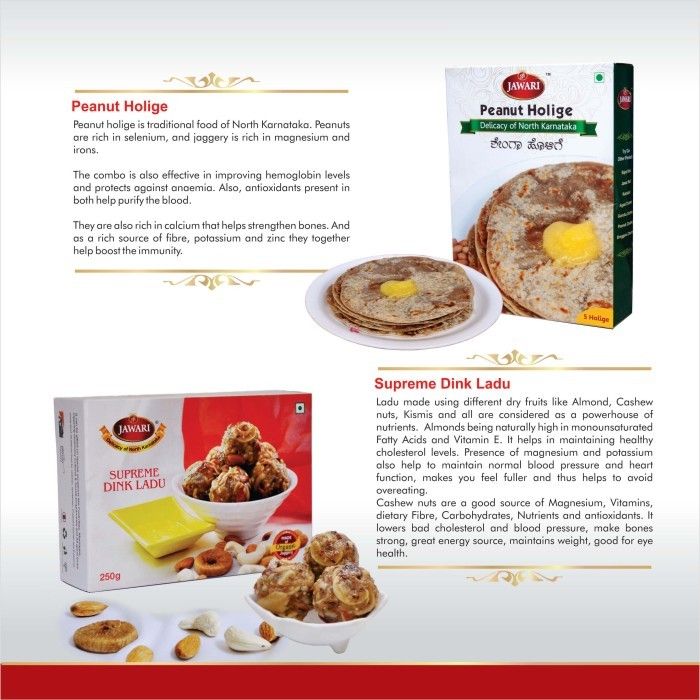 Peanut Holige
Peanut holige is traditional food of North Karnataka. Peanuts
are rich in selenium, and jaggery is rich in magnesium and
irons.
The combo is also effective in improving hemoglobin levels
and protects against anaemia. Also, antioxidants present in
both help purify the blood.
They are also rich in calcium that helps strengthen bones. And
as a rich source of fibre, potassium and zinc they together
help boost the immunity.
JAWARI
TM
Peanut Holige
Delicacy of North Karnataka
ಶೇಂಗಾ ಹೋಳಿಗೆ
5 Holige
JAWARI
Supreme Dink Ladu
Ladu made using different dry fruits like Almond, Cashew
nuts, Kismis and all are considered as a powerhouse of
nutrients. Almonds being naturally high in monounsaturated
Fatty Acids and Vitamin E. It helps in maintaining healthy
cholesterol levels. Presence of magnesium and potassium
also help to maintain normal blood pressure and heart
function, makes you feel fuller and thus helps to avoid
overeating.
Cashew nuts are a good source of Magnesium, Vitamins,
dietary Fibre, Carbohydrates, Nutrients and antioxidants. It
lowers bad cholesterol and blood pressure, make bones
strong, great energy source, maintains weight, good for eye
health.
JAWARI
Delicacy of North Karnataka
SUPREME
DINK LADU
250g